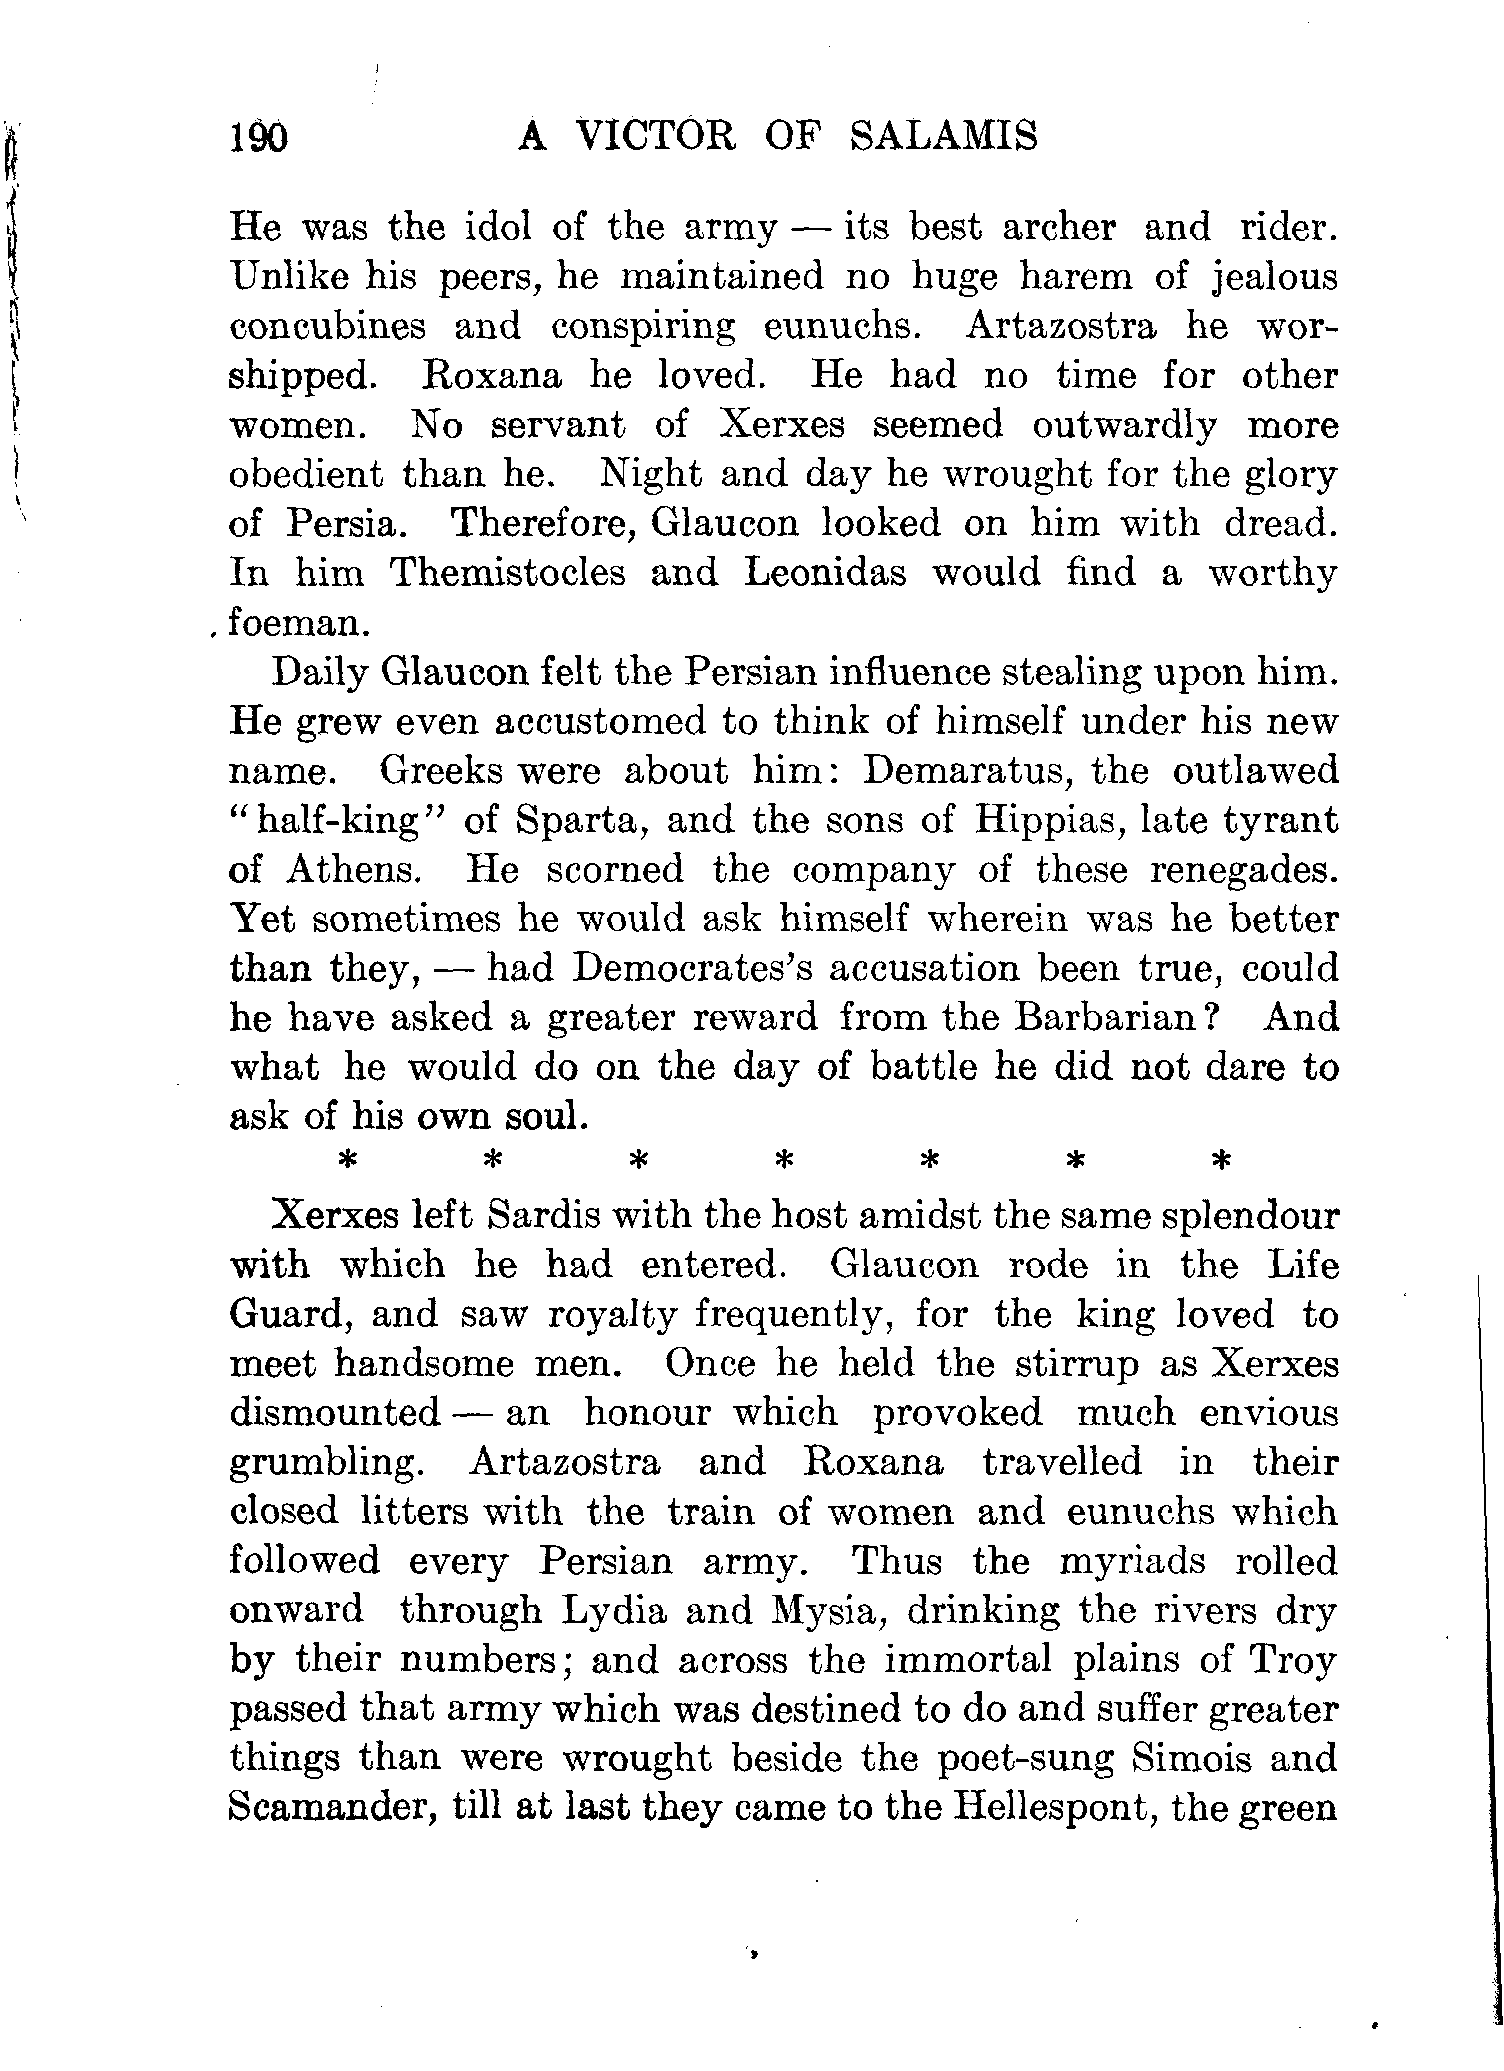 190 A VICTOR OF SALAMIS
He was the idol of the army — its best archer and rider.
Unlike his peers, he maintained no huge harem of jealous
concubines and conspiring eunuchs. Artazostra he wor-
shipped. Roxana he loved. He had no time for other
women. No servant of Xerxes seemed outwardly more
obedient than he. Night and day he wrought for the glory
of Persia. Therefore, Glaucon looked on him with dread.
In him Themistocles and Leonidas would find a worthy
foeman.
Daily Glaucon felt the Persian influence stealing upon him.
He grew even accustomed to think of himself under his new
name. Greeks were about him: Demaratus, the outlawed
“half-king” of Sparta, and the sons of Hippias, late tyrant
of Athens. He scorned the company of these renegades.
Yet sometimes he would ask himself wherein was he better
than they, — had Democrates's accusation been true, could
he have asked a greater reward from the Barbarian? And
what he would do on the day of battle he did not dare to
ask of his own soul.
* * * * * * *
Xerxes left Sardis with the host amidst the same splendour
with which he had entered. Glaucon rode in the Life
Guard, and saw royalty frequently, for the king loved to
meet handsome men. Once he held the stirrup as Xerxes
dismounted — an honour which provoked much envious
grumbling. Artazostra and Roxana travelled in their
closed litters with the train of women and eunuchs which
followed every Persian army. Thus the myriads rolled
onward through Lydia and Mysia, drinking the rivers dry
by their numbers; and across the immortal plains of Troy
passed that army which was destined to do and suffer greater
things than were wrought beside the poet-sung Simois and
Scamander, till at last they came to the Hellespont, the green